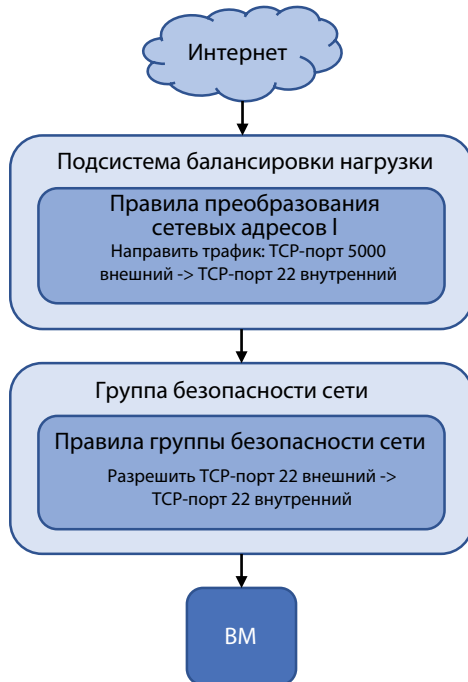 Интернет
Подсистема балансировки нагрузки
Правила преобразования
сетевых адресов I
Направить трафик: TCP-порт 5000
внешний -> TCP-порт 22 внутренний
Группа безопасности сети
Правила группы безопасности сети
Разрешить TCP-порт 22 внешний ->
TCP-порт 22 внутренний
ВМ